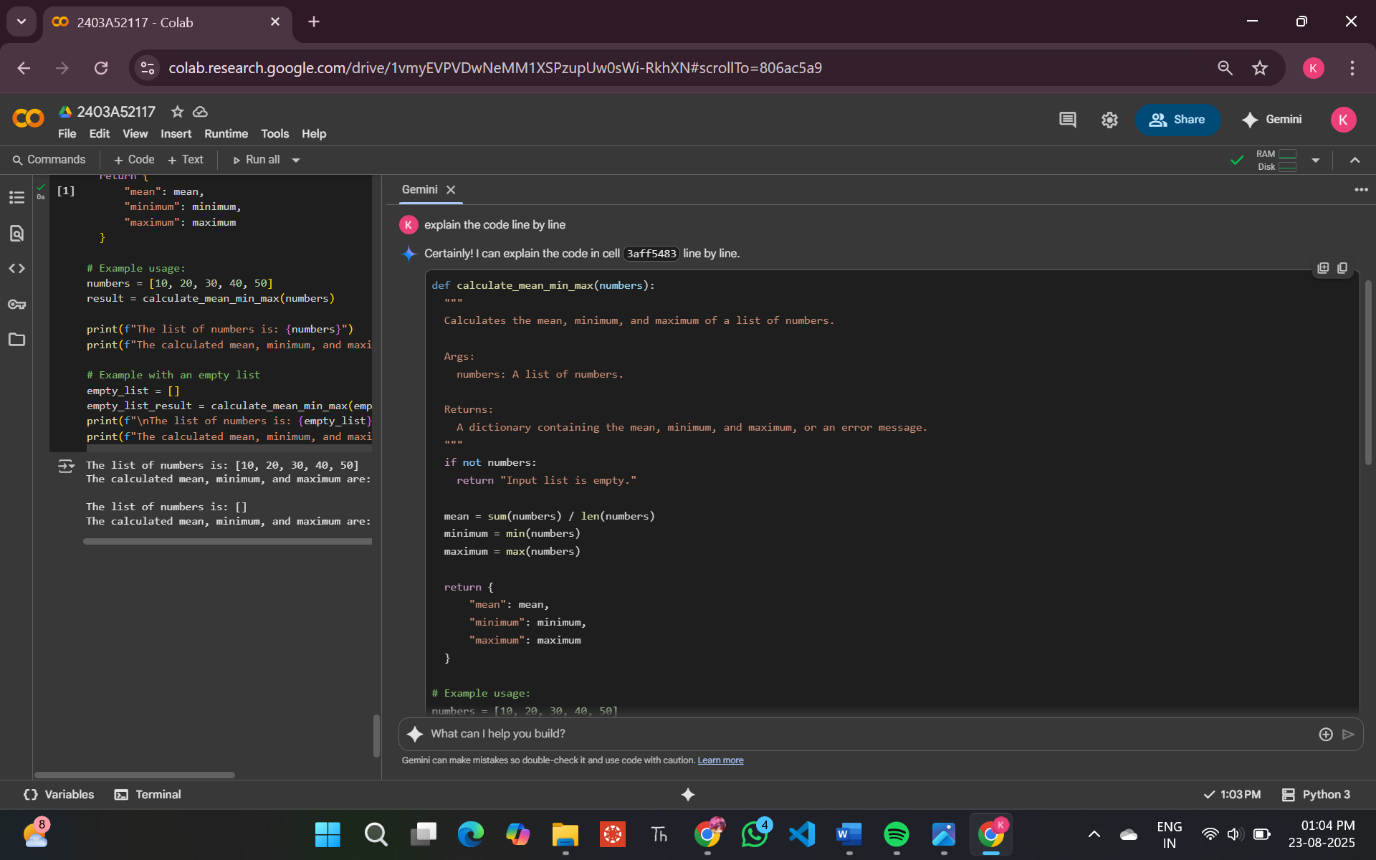 2403A52117 - Colab
colab.research.google.com/drive/1vmyEVPVDwNeMM1XSPzupUw0sWi-RkhXN#scrollTo=806ac5a9
K
2403A52117
File Edit View Insert Runtime Tools Help
Share
Gemini
K
Commands + Code + Text Run all
RAM
Disk
0s
[1]
return {
"mean": mean,
"minimum": minimum,
"maximum": maximum
}
# Example usage:
numbers = [10, 20, 30, 40, 50]
result = calculate_mean_min_max(numbers)
print(f"The list of numbers is: {numbers}")
print(f"The calculated mean, minimum, and maxi
# Example with an empty list
empty_list = []
empty_list_result = calculate_mean_min_max(emp
print(f"\nThe list of numbers is: {empty_list}
print(f"The calculated mean, minimum, and maxi
The list of numbers is: [10, 20, 30, 40, 50]
The calculated mean, minimum, and maximum are:
The list of numbers is: []
The calculated mean, minimum, and maximum are:
Gemini
K explain the code line by line
Certainly! I can explain the code in cell 3aff5483 line by line.
def calculate_mean_min_max(numbers):
"""
Calculates the mean, minimum, and maximum of a list of numbers.
Args:
numbers: A list of numbers.
Returns:
A dictionary containing the mean, minimum, and maximum, or an error message.
"""
if not numbers:
return "Input list is empty."
mean = sum(numbers) / len(numbers)
minimum = min(numbers)
maximum = max(numbers)
return {
"mean": mean,
"minimum": minimum,
"maximum": maximum
}
# Example usage:
numbers = [10, 20, 30, 40, 50]
What can I help you build?
Gemini can make mistakes so double-check it and use code with caution. Learn more
Variables Terminal
1:03 PM Python 3
8
Th
4
W
K
ENG
IN
01:04 PM
23-08-2025